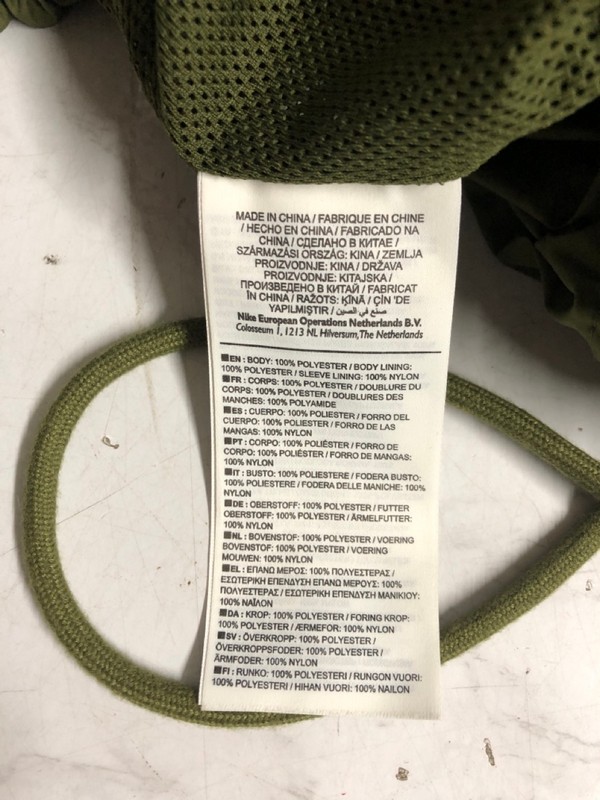 MADE IN CHINA / FABRIQUE EN CHINE
/ HECHO EN CHINA / FABRICADO NA
CHINA / СДЕЛАНО В КИТАЕ /
SZÁRMAZÁSI ORSZÁG: KINA / ZEMLJA
PROIZVODNJE: KINA / DRŽAVA
PROIZVODNJE: KITAJSKA /
ПРОИЗВЕДЕНО В КИТАЙ / FABRICAT
ÎN CHINA / RAŽOTS: ĶĪNĀ / ÇİN 'DE
YAPILMIŞTIR / صنع في الصين
Nike European Operations Netherlands B.V.
Colosseum 1, 1213 NL Hilversum, The Netherlands
■EN : BODY: 100% POLYESTER / BODY LINING:
100% POLYESTER / SLEEVE LINING: 100% NYLON
■FR : CORPS: 100% POLYESTER / DOUBLURE DU
CORPS: 100% POLYESTER / DOUBLURES DES
MANCHES: 100% POLYAMIDE
■ES : CUERPO: 100% POLIESTER / FORRO DEL
CUERPO: 100% POLIESTER / FORRO DE LAS
MANGAS: 100% NYLON
■PT : CORPO: 100% POLIÉSTER / FORRO DE
CORPO: 100% POLIÉSTER / FORRO DE MANGAS:
100% NYLON
■IT : BUSTO: 100% POLIESTERE / FODERA BUSTO:
100% POLIESTERE / FODERA DELLE MANICHE: 100%
NYLON
■DE : OBERSTOFF: 100% POLYESTER / FUTTER
OBERSTOFF: 100% POLYESTER / ÄRMELFUTTER:
100% NYLON
■NL : BOVENSTOF: 100% POLYESTER / VOERING
BOVENSTOF: 100% POLYESTER / VOERING
MOUWEN: 100% NYLON
■EL : ΕΠΑΝΩ ΜΕΡΟΣ: 100% ΠΟΛΥΕΣΤΕΡΑΣ /
ΕΣΩΤΕΡΙΚΗ ΕΠΕΝΔΥΣΗ ΕΠΑΝΩ ΜΕΡΟΥΣ: 100%
ΠΟΛΥΕΣΤΕΡΑΣ / ΕΣΩΤΕΡΙΚΗ ΕΠΕΝΔΥΣΗ ΜΑΝΙΚΙΟΥ:
100% ΝΑΪΛΟΝ
■DA : KROP: 100% POLYESTER / FORING KROP:
100% POLYESTER / ÆRMEFOR: 100% NYLON
■SV : ÖVERKROPP: 100% POLYESTER /
ÖVERKROPPSFODER: 100% POLYESTER /
ÄRMFODER: 100% NYLON
■FI : RUNKO: 100% POLYESTERI / RUNGON VUORI:
100% POLYESTERI / HIHAN VUORI: 100% NAILON